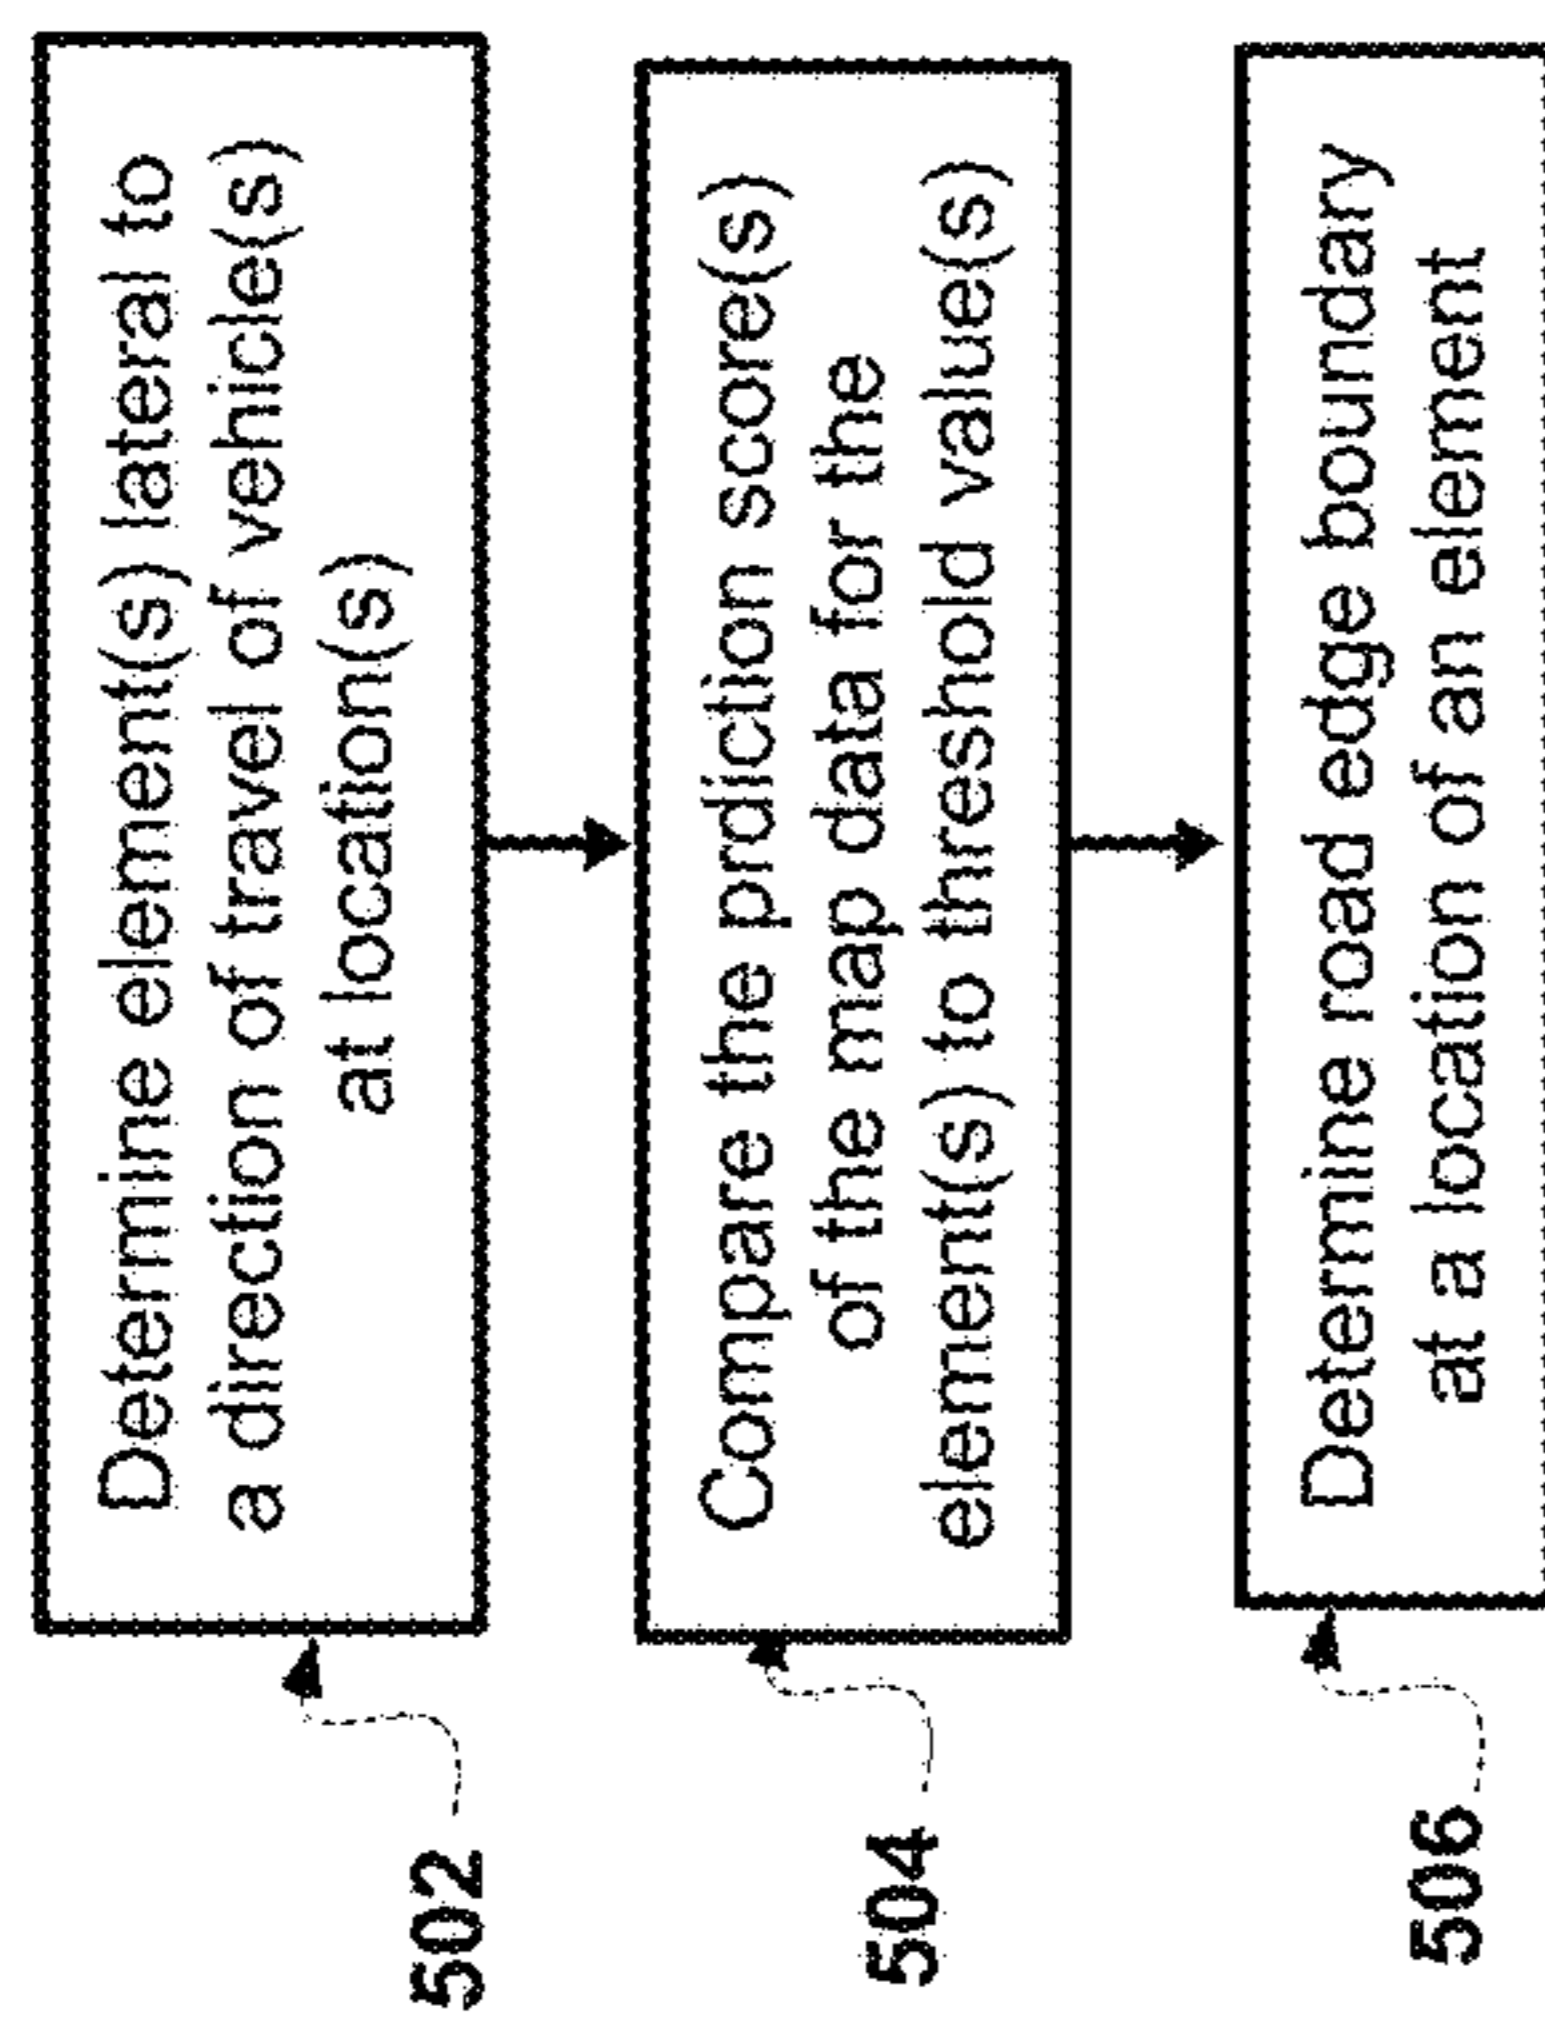 Determine element(s) lateral to
a direction of travel of vehicle(s)
at location(s)
502
Compare the prdiction score(s)
of the map data for the
element(s) to threshold value(s)
504
Determine road edge boundary
at a location of an element
506